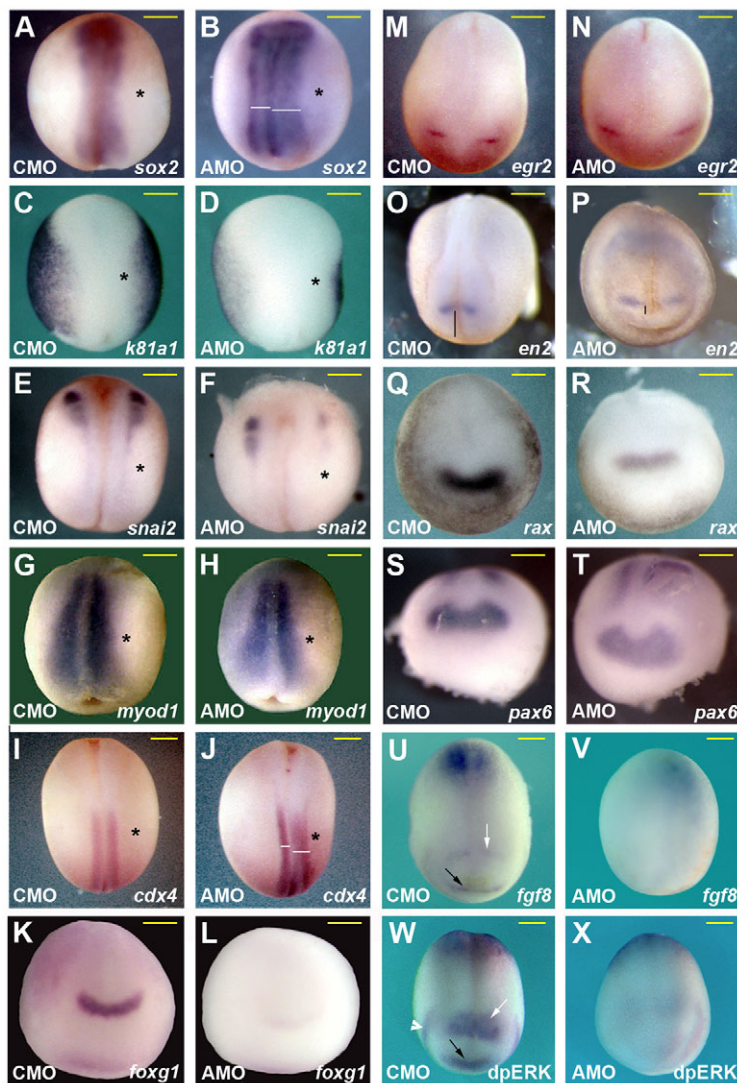 A
*
CMO sox2
B
*
AMO sox2
C
*
CMO k81a1
D
*
AMO k81a1
E
*
CMO snai2
F
*
AMO snai2
G
*
CMO myod1
H
*
AMO myod1
I
*
CMO cdx4
J
*
AMO cdx4
K
CMO foxg1
L
AMO foxg1
M
CMO egr2
N
AMO egr2
O
CMO en2
P
AMO en2
Q
CMO rax
R
AMO rax
S
CMO pax6
T
AMO pax6
U
CMO fgf8
V
AMO fgf8
W
CMO dpERK
X
AMO dpERK